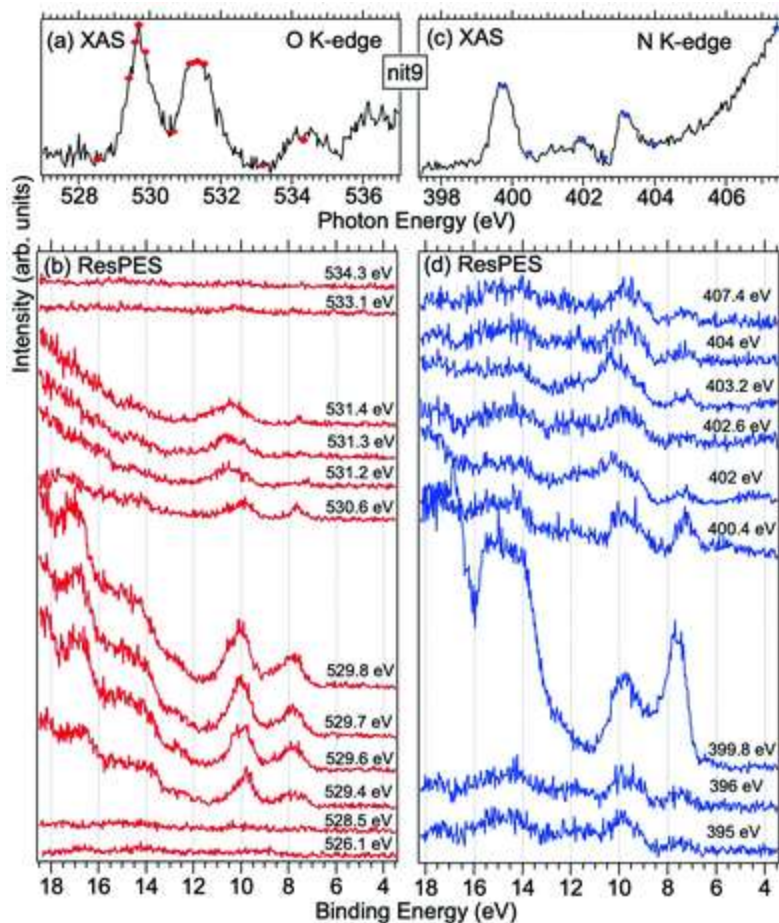 (a) XAS O K-edge
nit9
(c) XAS N K-edge
528 530 532 534 536
398 400 402 404 406
Photon Energy (eV)
Intensity (arb. units)
(b) ResPES
534.3 eV
533.1 eV
531.4 eV
531.3 eV
531.2 eV
530.6 eV
529.8 eV
529.7 eV
529.6 eV
529.4 eV
528.5 eV
526.1 eV
18 16 14 12 10 8 6 4
(d) ResPES
407.4 eV
404 eV
403.2 eV
402.6 eV
402 eV
400.4 eV
399.8 eV
396 eV
395 eV
18 16 14 12 10 8 6 4
Binding Energy (eV)